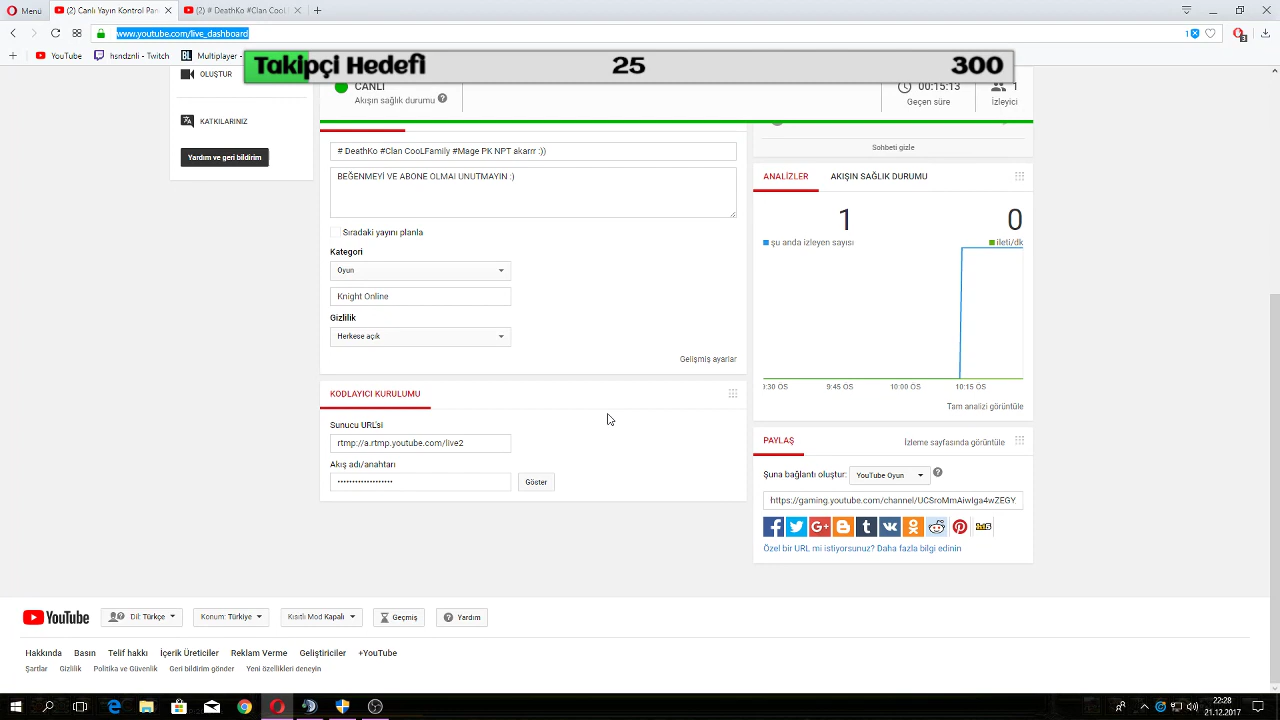 Menü
(2) Canlı Yayın Kontrol Pan
(2) # DeathKo #Clan CooL
www.youtube.com/live_dashboard
1
YouTube
hsndznli - Twitch
BL Multiplayer -
Takipçi Hedefi 25 300
OLUŞTUR
KATKILARINIZ
Yardım ve geri bildirim
CANLI
Akışın sağlık durumu
00:15:13
Geçen süre
1
İzleyici
# DeathKo #Clan CooLFamily #Mage PK NPT akarrr :))
BEĞENMEYİ VE ABONE OLMAI UNUTMAYIN :)
Sıradaki yayını planla
Kategori
Oyun
Knight Online
Gizlilik
Herkese açık
Gelişmiş ayarlar
KODLAYICI KURULUMU
Sunucu URL'si
rtmp://a.rtmp.youtube.com/live2
Akış adı/anahtarı
••••••••••••••••••• Göster
Sohbeti gizle
ANALİZLER AKIŞIN SAĞLIK DURUMU
1 0
şu anda izleyen sayısı ileti/dk
9:30 ÖS 9:45 ÖS 10:00 ÖS 10:15 ÖS
Tam analizi görüntüle
PAYLAŞ İzleme sayfasında görüntüle
Şuna bağlantı oluştur: YouTube Oyun
https://gaming.youtube.com/channel/UCSroMmAiwIga4wZEGY
Özel bir URL mi istiyorsunuz? Daha fazla bilgi edinin
YouTube
Dil: Türkçe
Konum: Türkiye
Kısıtlı Mod Kapalı
Geçmiş
Yardım
Hakkında Basın Telif hakkı İçerik Üreticiler Reklam Verme Geliştiriciler +YouTube
Şartlar Gizlilik Politika ve Güvenlik Geri bildirim gönder Yeni özellikleri deneyin
22:28
21.12.2017